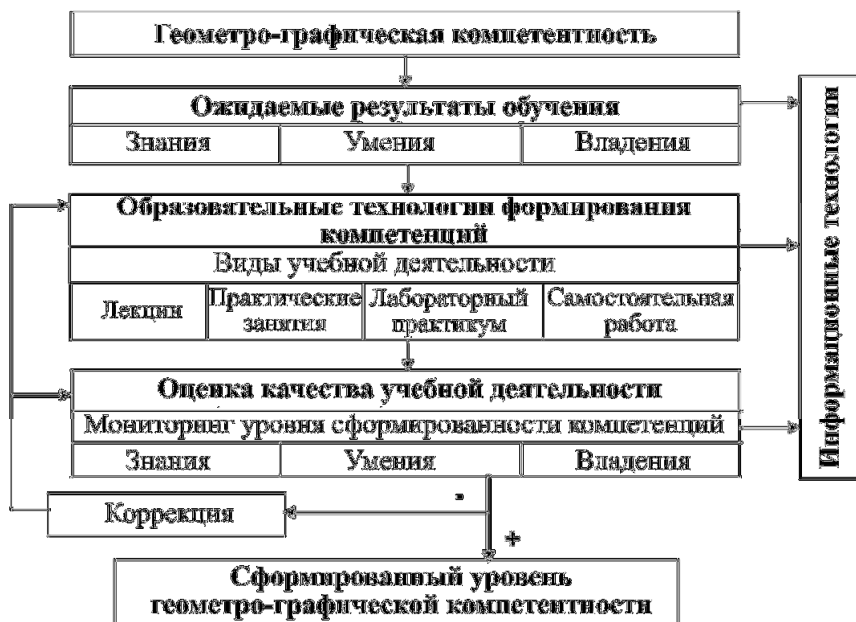 Геометро-графическая компетентность
Ожидаемые результаты обучения
Знания
Умения
Владения
Образовательные технологии формирования
компетенций
Виды учебной деятельности
Лекции
Практические
занятия
Лабораторный
практикум
Самостоятельная
работа
Оценка качества учебной деятельности
Мониторинг уровня сформированности компетенций
Знания
Умения
Владения
-
Коррекция
+
Сформированный уровень
геометро-графической компетентности
Информационные технологии